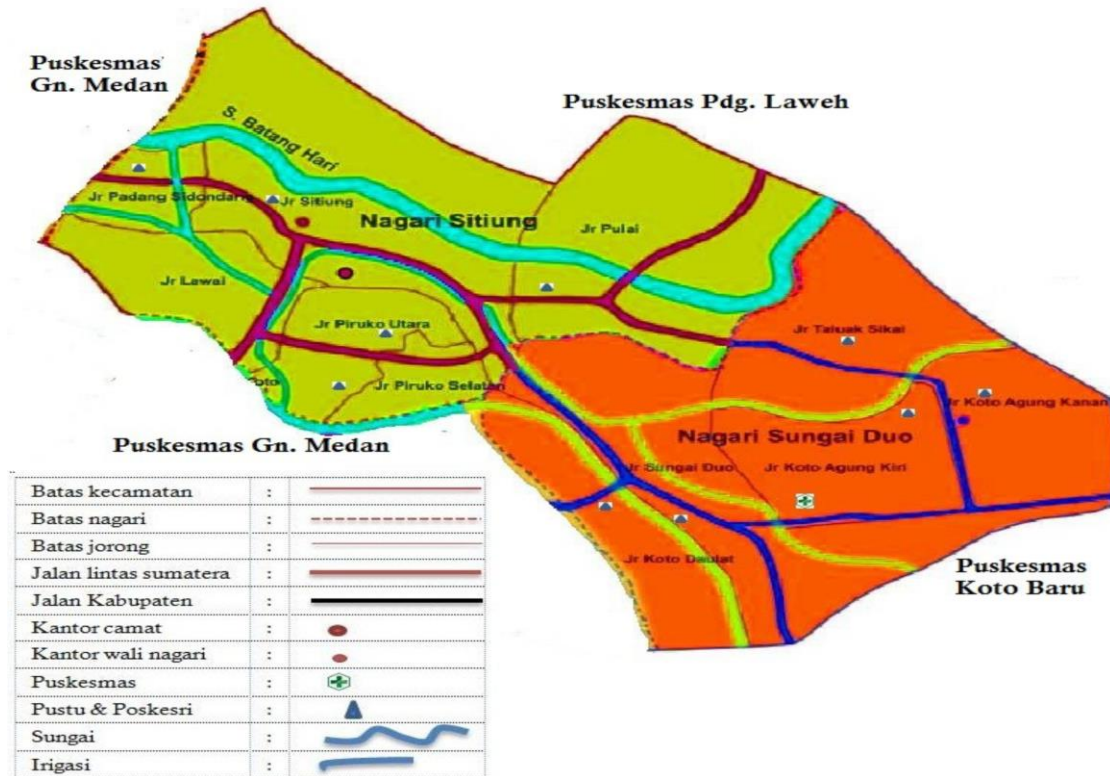 Puskesmas
Gn. Medan
Puskesmas Pdg. Laweh
S. Batang Hari
Jr Padang Sidondang
Jr Sitiung
Nagari Sitiung
Jr Pulai
Jr Lawai
Jr Piruko Utara
Jr Taluak Sikai
Jr Piruko Selatan
Jr Koto Agung Kanan
Puskesmas Gn. Medan
Nagari Sungai Duo
Jr Sungai Duo
Jr Koto Agung Kiri
Jr Koto Daulat
Puskesmas
Koto Baru
Batas kecamatan :
Batas nagari :
Batas jorong :
Jalan lintas sumatera :
Jalan Kabupaten :
Kantor camat :
Kantor wali nagari :
Puskesmas :
Pustu & Poskesri :
Sungai :
Irigasi :